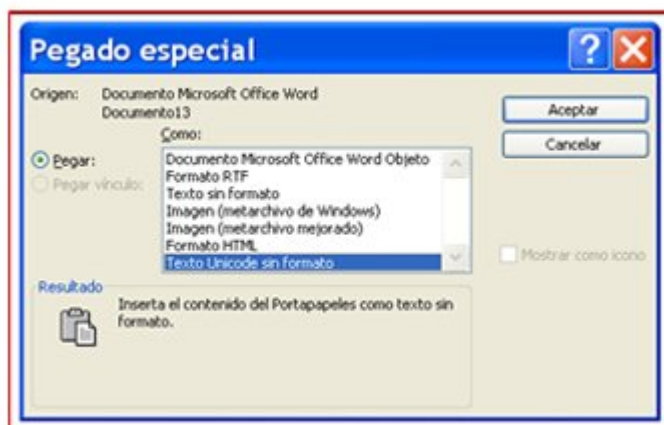 Pegado especial
Origen: Documento Microsoft Office Word
Documento13
Como:
Pegar:
Pegar vínculo:
Documento Microsoft Office Word Objeto
Formato RTF
Texto sin formato
Imagen (metarchivo de Windows)
Imagen (metarchivo mejorado)
Formato HTML
Texto Unicode sin formato
Aceptar
Cancelar
Mostrar como icono
Resultado
Inserta el contenido del Portapapeles como texto sin
formato.